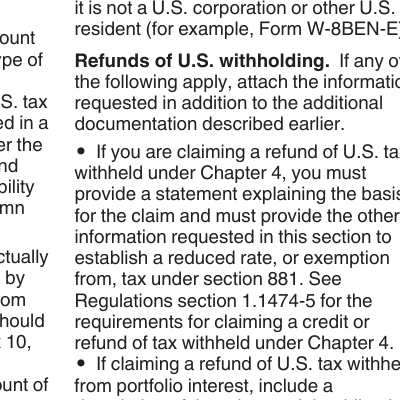 ount
ype of
S. tax
ed in a
er the
nd
bility
mn
ctually
by
om
hould
10,
ount of
it is not a U.S. corporation or other U.S.
resident (for example, Form W-8BEN-E)
Refunds of U.S. withholding. If any o
the following apply, attach the informatio
requested in addition to the additional
documentation described earlier.
• If you are claiming a refund of U.S. ta
withheld under Chapter 4, you must
provide a statement explaining the basis
for the claim and must provide the other
information requested in this section to
establish a reduced rate, or exemption
from, tax under section 881. See
Regulations section 1.1474-5 for the
requirements for claiming a credit or
refund of tax withheld under Chapter 4.
• If claiming a refund of U.S. tax withhe
from portfolio interest, include a